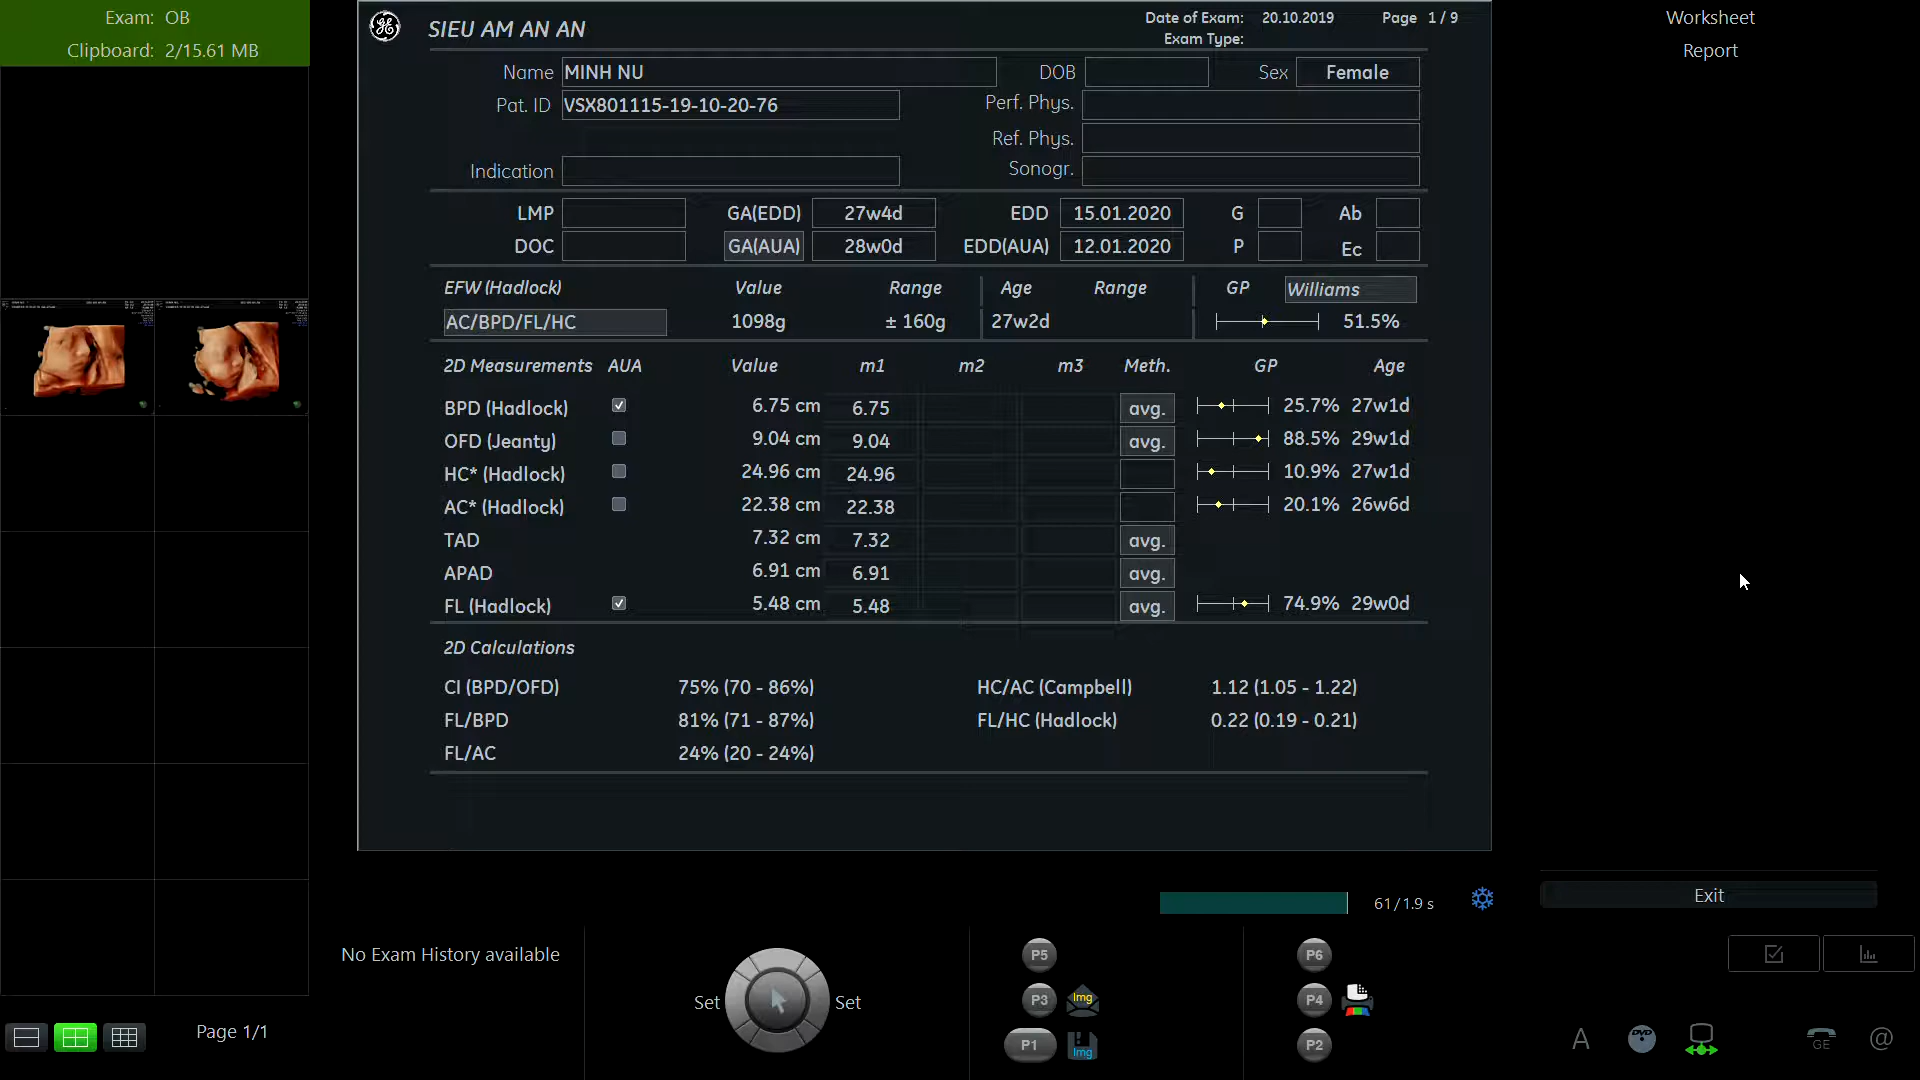 Exam: OB
Clipboard: 2/15.61 MB
SIEU AM AN AN
Date of Exam: 20.10.2019 Page 1 / 9
Exam Type:
Worksheet
Report
Name MINH NU DOB Sex Female
Pat. ID VSX801115-19-10-20-76 Perf. Phys.
Ref. Phys.
Indication Sonogr.
LMP GA(EDD) 27w4d EDD 15.01.2020 G Ab
DOC GA(AUA) 28w0d EDD(AUA) 12.01.2020 P Ec
EFW (Hadlock) Value Range Age Range GP Williams
AC/BPD/FL/HC 1098g ± 160g 27w2d 51.5%
2D Measurements AUA Value m1 m2 m3 Meth. GP Age
BPD (Hadlock) 6.75 cm 6.75 avg. 25.7% 27w1d
OFD (Jeanty) 9.04 cm 9.04 avg. 88.5% 29w1d
HC* (Hadlock) 24.96 cm 24.96 10.9% 27w1d
AC* (Hadlock) 22.38 cm 22.38 20.1% 26w6d
TAD 7.32 cm 7.32 avg.
APAD 6.91 cm 6.91 avg.
FL (Hadlock) 5.48 cm 5.48 avg. 74.9% 29w0d
2D Calculations
CI (BPD/OFD) 75% (70 - 86%) HC/AC (Campbell) 1.12 (1.05 - 1.22)
FL/BPD 81% (71 - 87%) FL/HC (Hadlock) 0.22 (0.19 - 0.21)
FL/AC 24% (20 - 24%)
61 / 1.9 s
Exit
No Exam History available
Set Set
P5
P3 Img
P1 Img
P6
P4
P2
Page 1/1
A DVD GE @